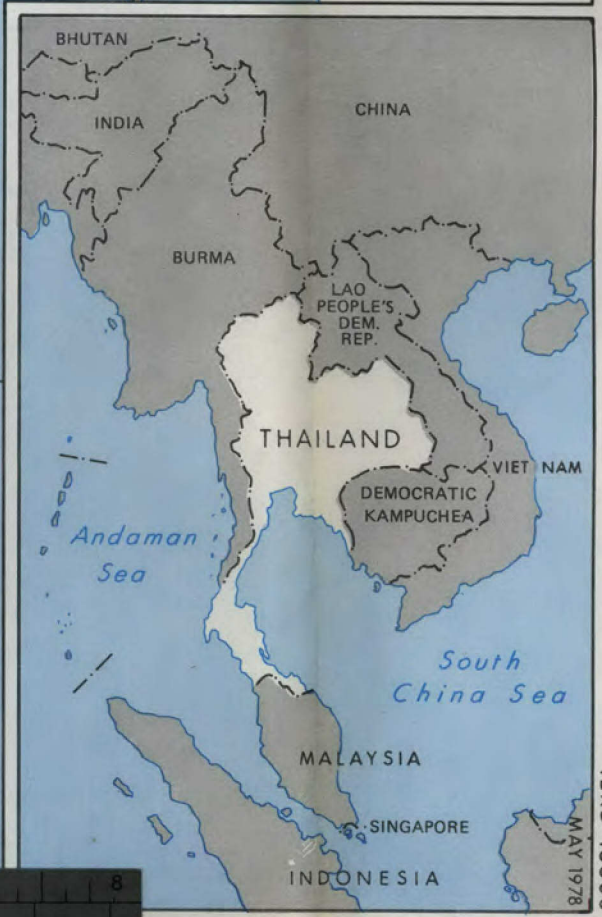 BHUTAN
INDIA
CHINA
BURMA
LAO
PEOPLE'S
DEM.
REP.
THAILAND
VIET NAM
DEMOCRATIC
KAMPUCHEA
Andaman
Sea
South
China Sea
MALAYSIA
SINGAPORE
INDONESIA
MAY 1978
8